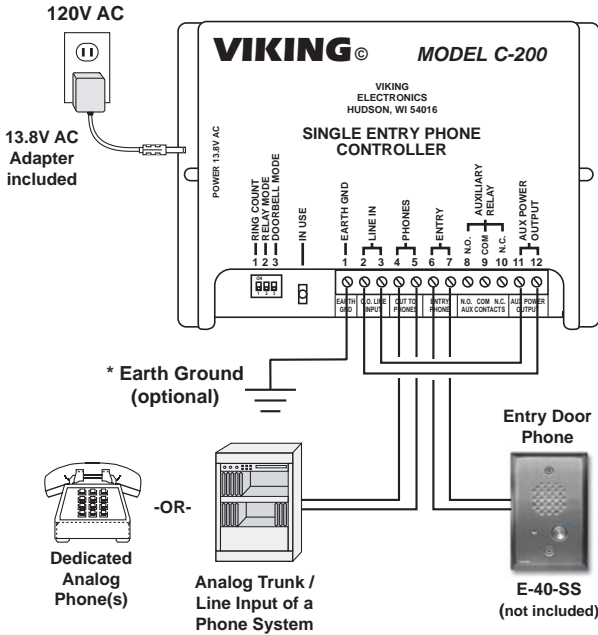 120V AC
13.8V AC
Adapter
included
VIKING©
MODEL C-200
VIKING
ELECTRONICS
HUDSON, WI 54016
SINGLE ENTRY PHONE
CONTROLLER
POWER 13.8V AC
RING COUNT
RELAY MODE
DOORBELL MODE
1 2 3
IN USE
EARTH GND
LINE IN
PHONES
ENTRY
AUXILIARY
RELAY
N.O.
COM
N.C.
AUX POWER
OUTPUT
1 2 3 4 5 6 7 8 9 10 11 12
ON
1 2 3
EARTH
GND
C.O. LINE
INPUT
OUT TO
PHONES
ENTRY
PHONE
N.O. COM N.C.
AUX CONTACTS
AUX POWER
OUTPUT
* Earth Ground
(optional)
Dedicated
Analog
Phone(s)
-OR-
Analog Trunk /
Line Input of a
Phone System
Entry Door
Phone
E-40-SS
(not included)